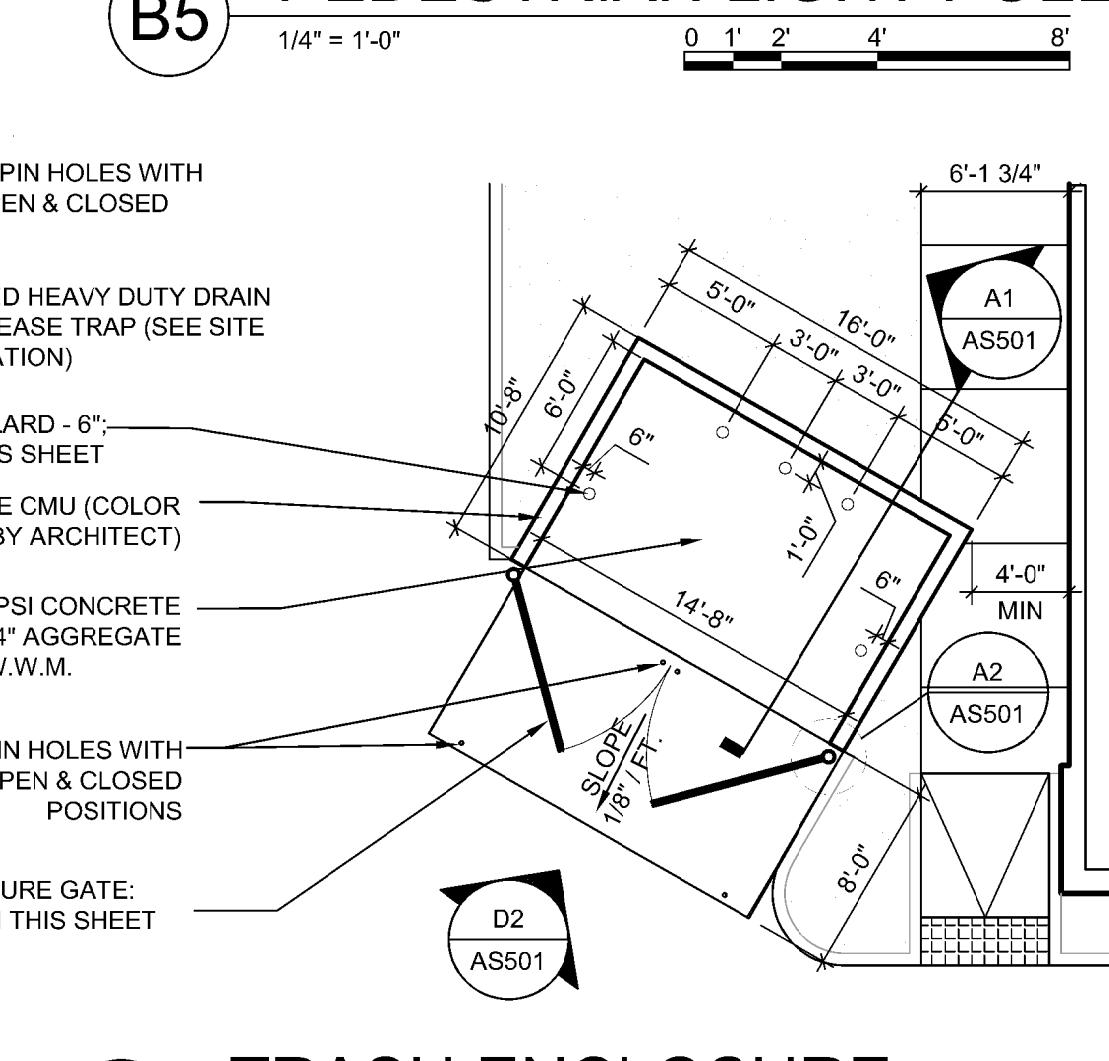 B5
1/4" = 1'-0"
0 1' 2' 4' 8'
PIN HOLES WITH
EN & CLOSED
D HEAVY DUTY DRAIN
EASE TRAP (SEE SITE
ATION)
LARD - 6";
S SHEET
E CMU (COLOR
BY ARCHITECT)
PSI CONCRETE
4" AGGREGATE
W.W.M.
IN HOLES WITH
PEN & CLOSED
POSITIONS
URE GATE:
THIS SHEET
6'-1 3/4"
A1
AS501
5'-0"
16'-0"
3'-0"
3'-0"
5'-0"
10'-8"
6'-0"
6"
1'-0"
6"
14'-8"
4'-0"
MIN
A2
AS501
SLOPE
1/8" / FT.
8'-0"
D2
AS501
TRASH ENCLOSURE